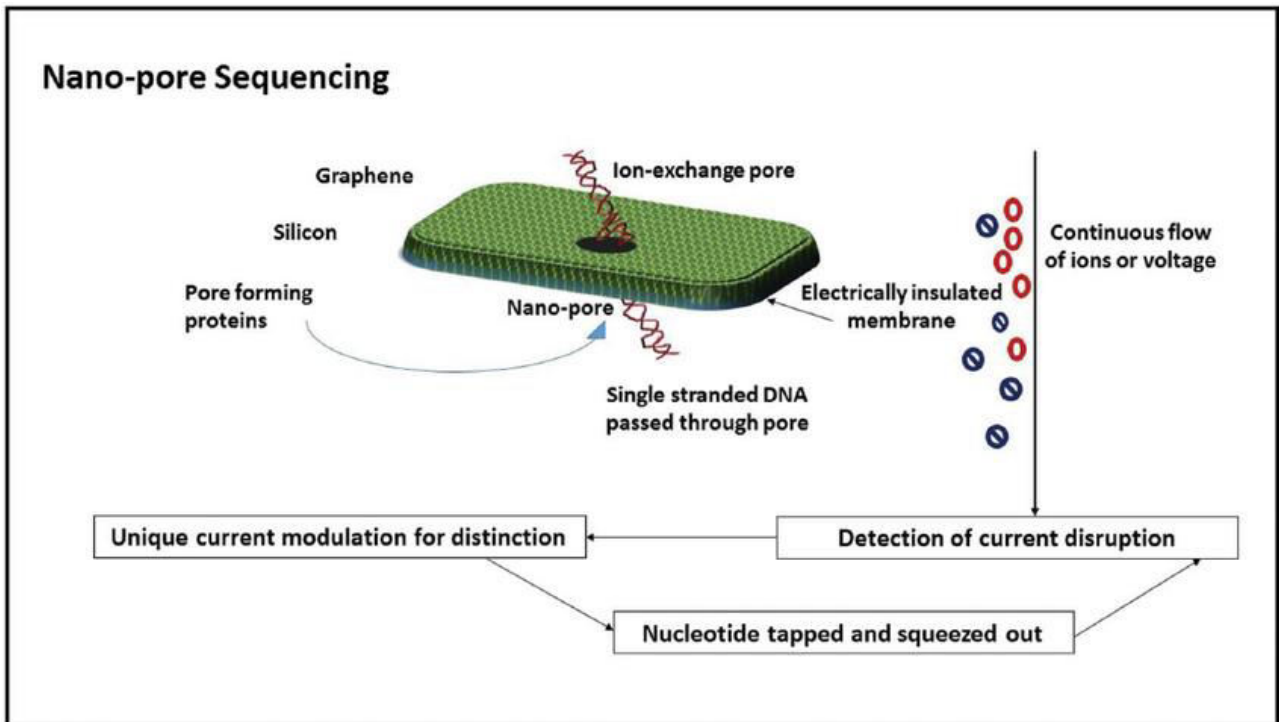 Nano-pore Sequencing
Graphene
Ion-exchange pore
Silicon
Continuous flow
of ions or voltage
Pore forming
proteins
Nano-pore
Electrically insulated
membrane
Single stranded DNA
passed through pore
Unique current modulation for distinction
Detection of current disruption
Nucleotide tapped and squeezed out